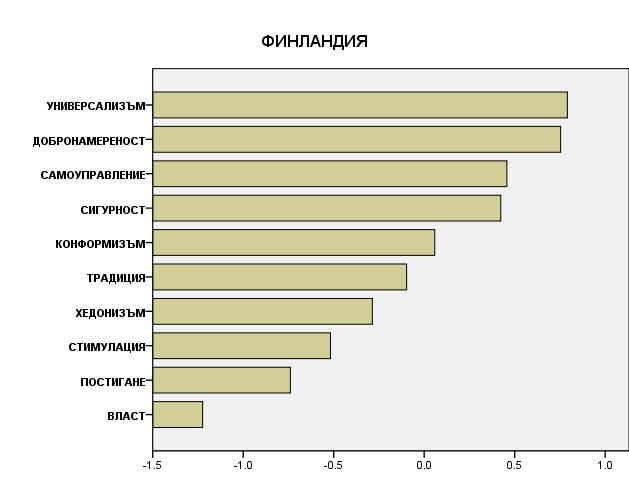 ФИНЛАНДИЯ
УНИВЕРСАЛИЗЪМ
ДОБРОНАМЕРЕНОСТ
САМОУПРАВЛЕНИЕ
СИГУРНОСТ
КОНФОРМИЗЪМ
ТРАДИЦИЯ
ХЕДОНИЗЪМ
СТИМУЛАЦИЯ
ПОСТИГАНЕ
ВЛАСТ
-1.5 -1.0 -0.5 0.0 0.5 1.0